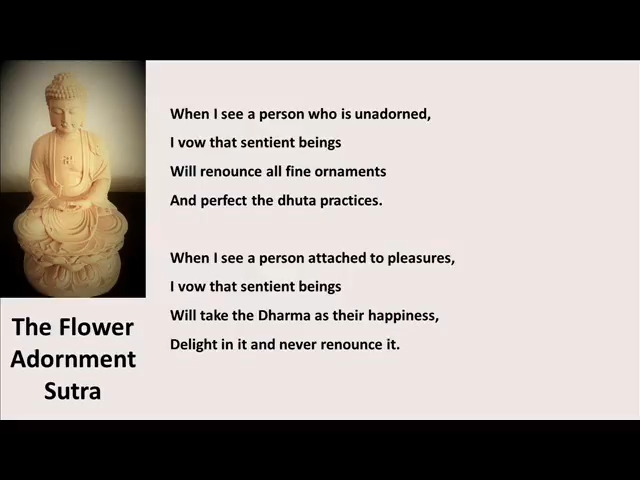 When I see a person who is unadorned,
I vow that sentient beings
Will renounce all fine ornaments
And perfect the dhuta practices.
When I see a person attached to pleasures,
I vow that sentient beings
Will take the Dharma as their happiness,
Delight in it and never renounce it.
The Flower
Adornment
Sutra